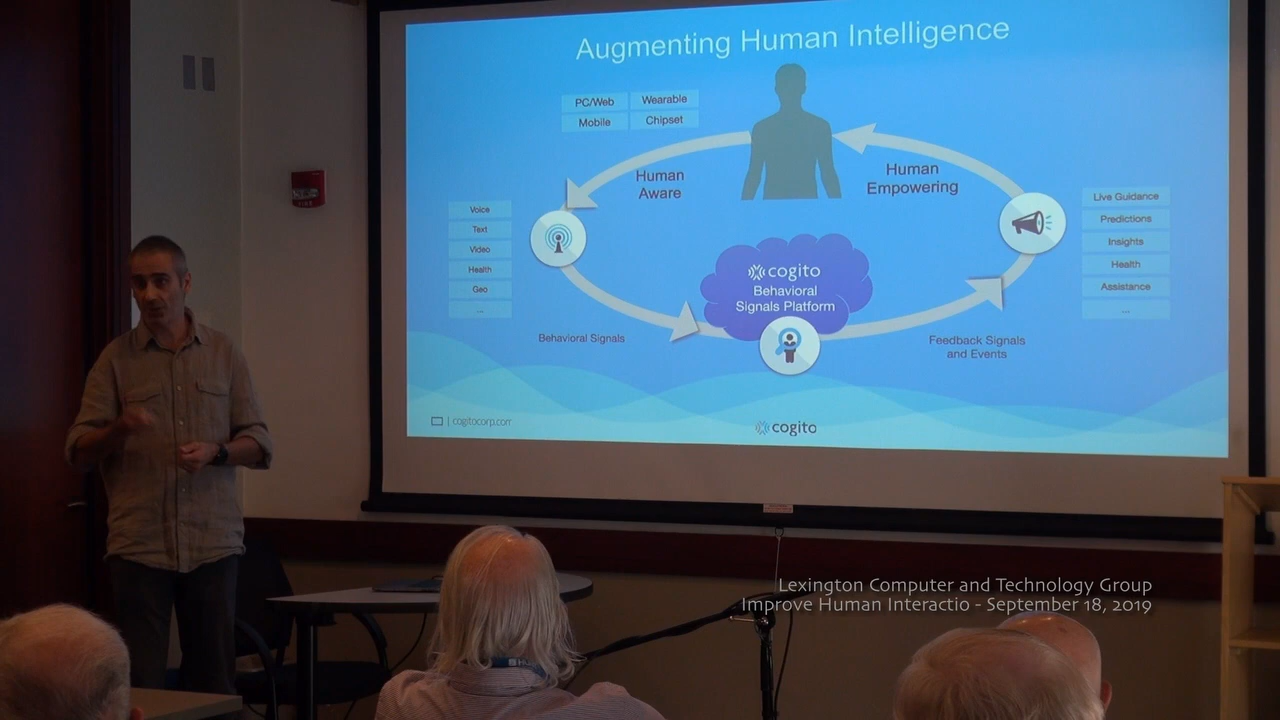 Augmenting Human Intelligence
PC/Web
Wearable
Mobile
Chipset
Human
Aware
Human
Empowering
Voice
Text
Video
Health
Geo
...
Live Guidance
Predictions
Insights
Health
Assistance
...
cogito
Behavioral
Signals Platform
Behavioral Signals
Feedback Signals
and Events
| cogitocorp.com
cogito
FIRE
Lexington Computer and Technology Group
Improve Human Interactio - September 18, 2019